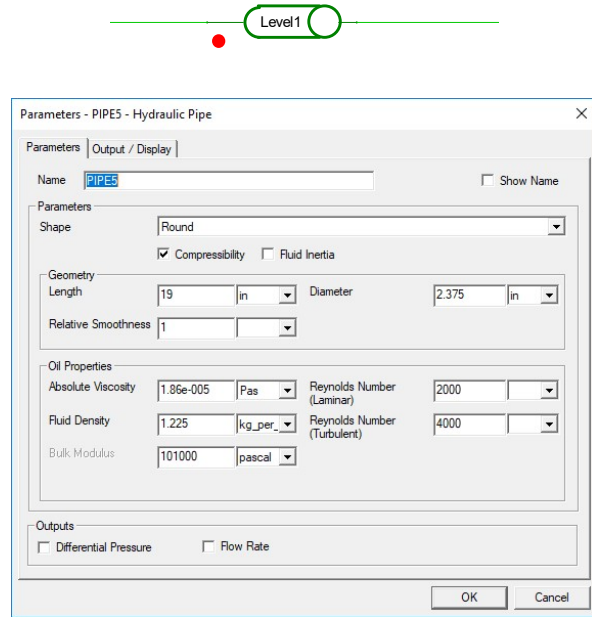 Level1
Parameters - PIPE5 - Hydraulic Pipe
Parameters Output / Display
Name PIPE5 Show Name
Parameters
Shape Round
Compressibility Fluid Inertia
Geometry
Length 19 in Diameter 2.375 in
Relative Smoothness 1
Oil Properties
Absolute Viscosity 1.86e-005 Pas Reynolds Number
(Laminar) 2000
Fluid Density 1.225 kg_per_ Reynolds Number
(Turbulent) 4000
Bulk Modulus 101000 pascal
Outputs
Differential Pressure Flow Rate
OK Cancel